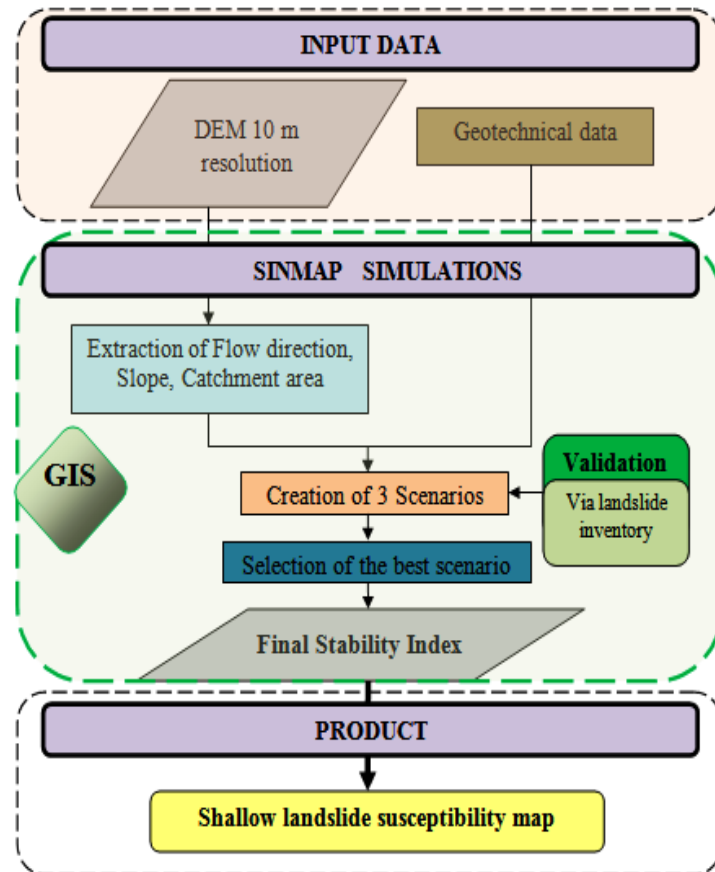 INPUT DATA
DEM 10 m
resolution
Geotechnical data
SINMAP SIMULATIONS
Extraction of Flow direction,
Slope, Catchment area
GIS
Validation
Via landslide
inventory
Creation of 3 Scenarios
Selection of the best scenario
Final Stability Index
PRODUCT
Shallow landslide susceptibility map